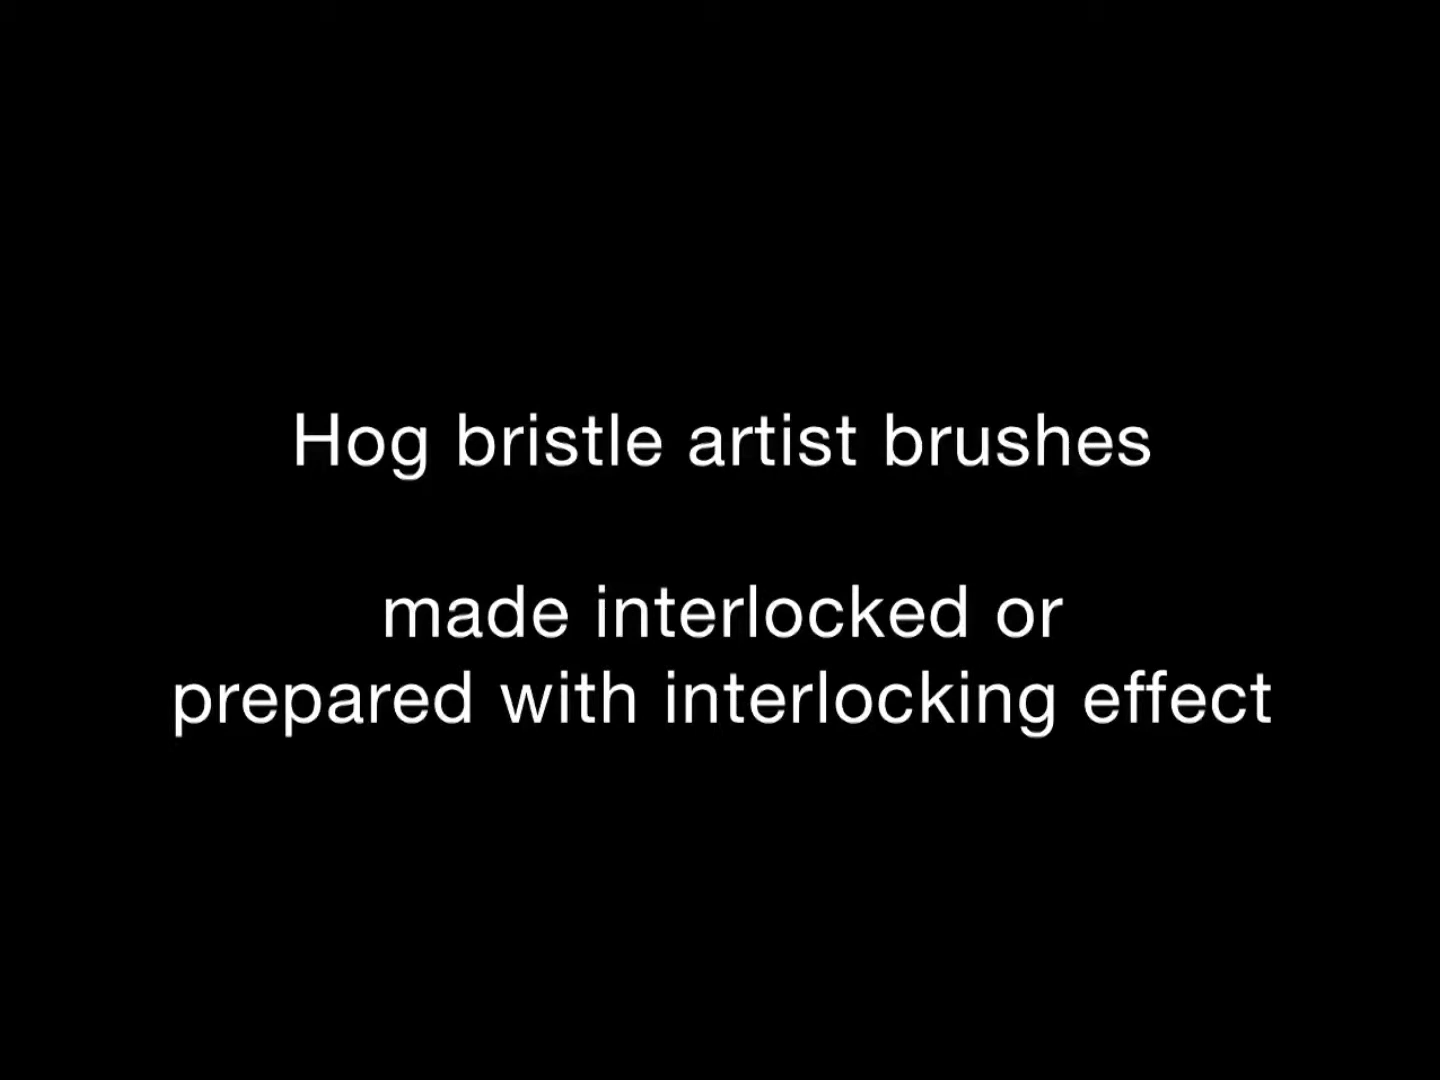 Hog bristle artist brushes
made interlocked or
prepared with interlocking effect